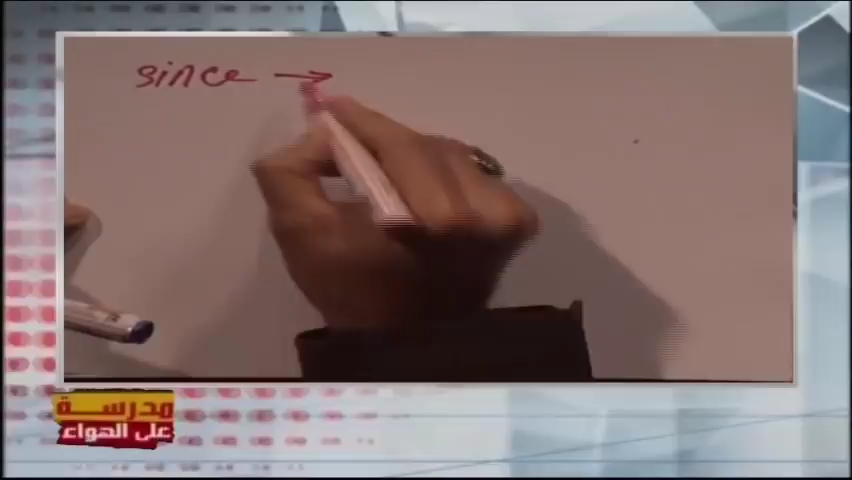 since →
مدرسة
على الهواء